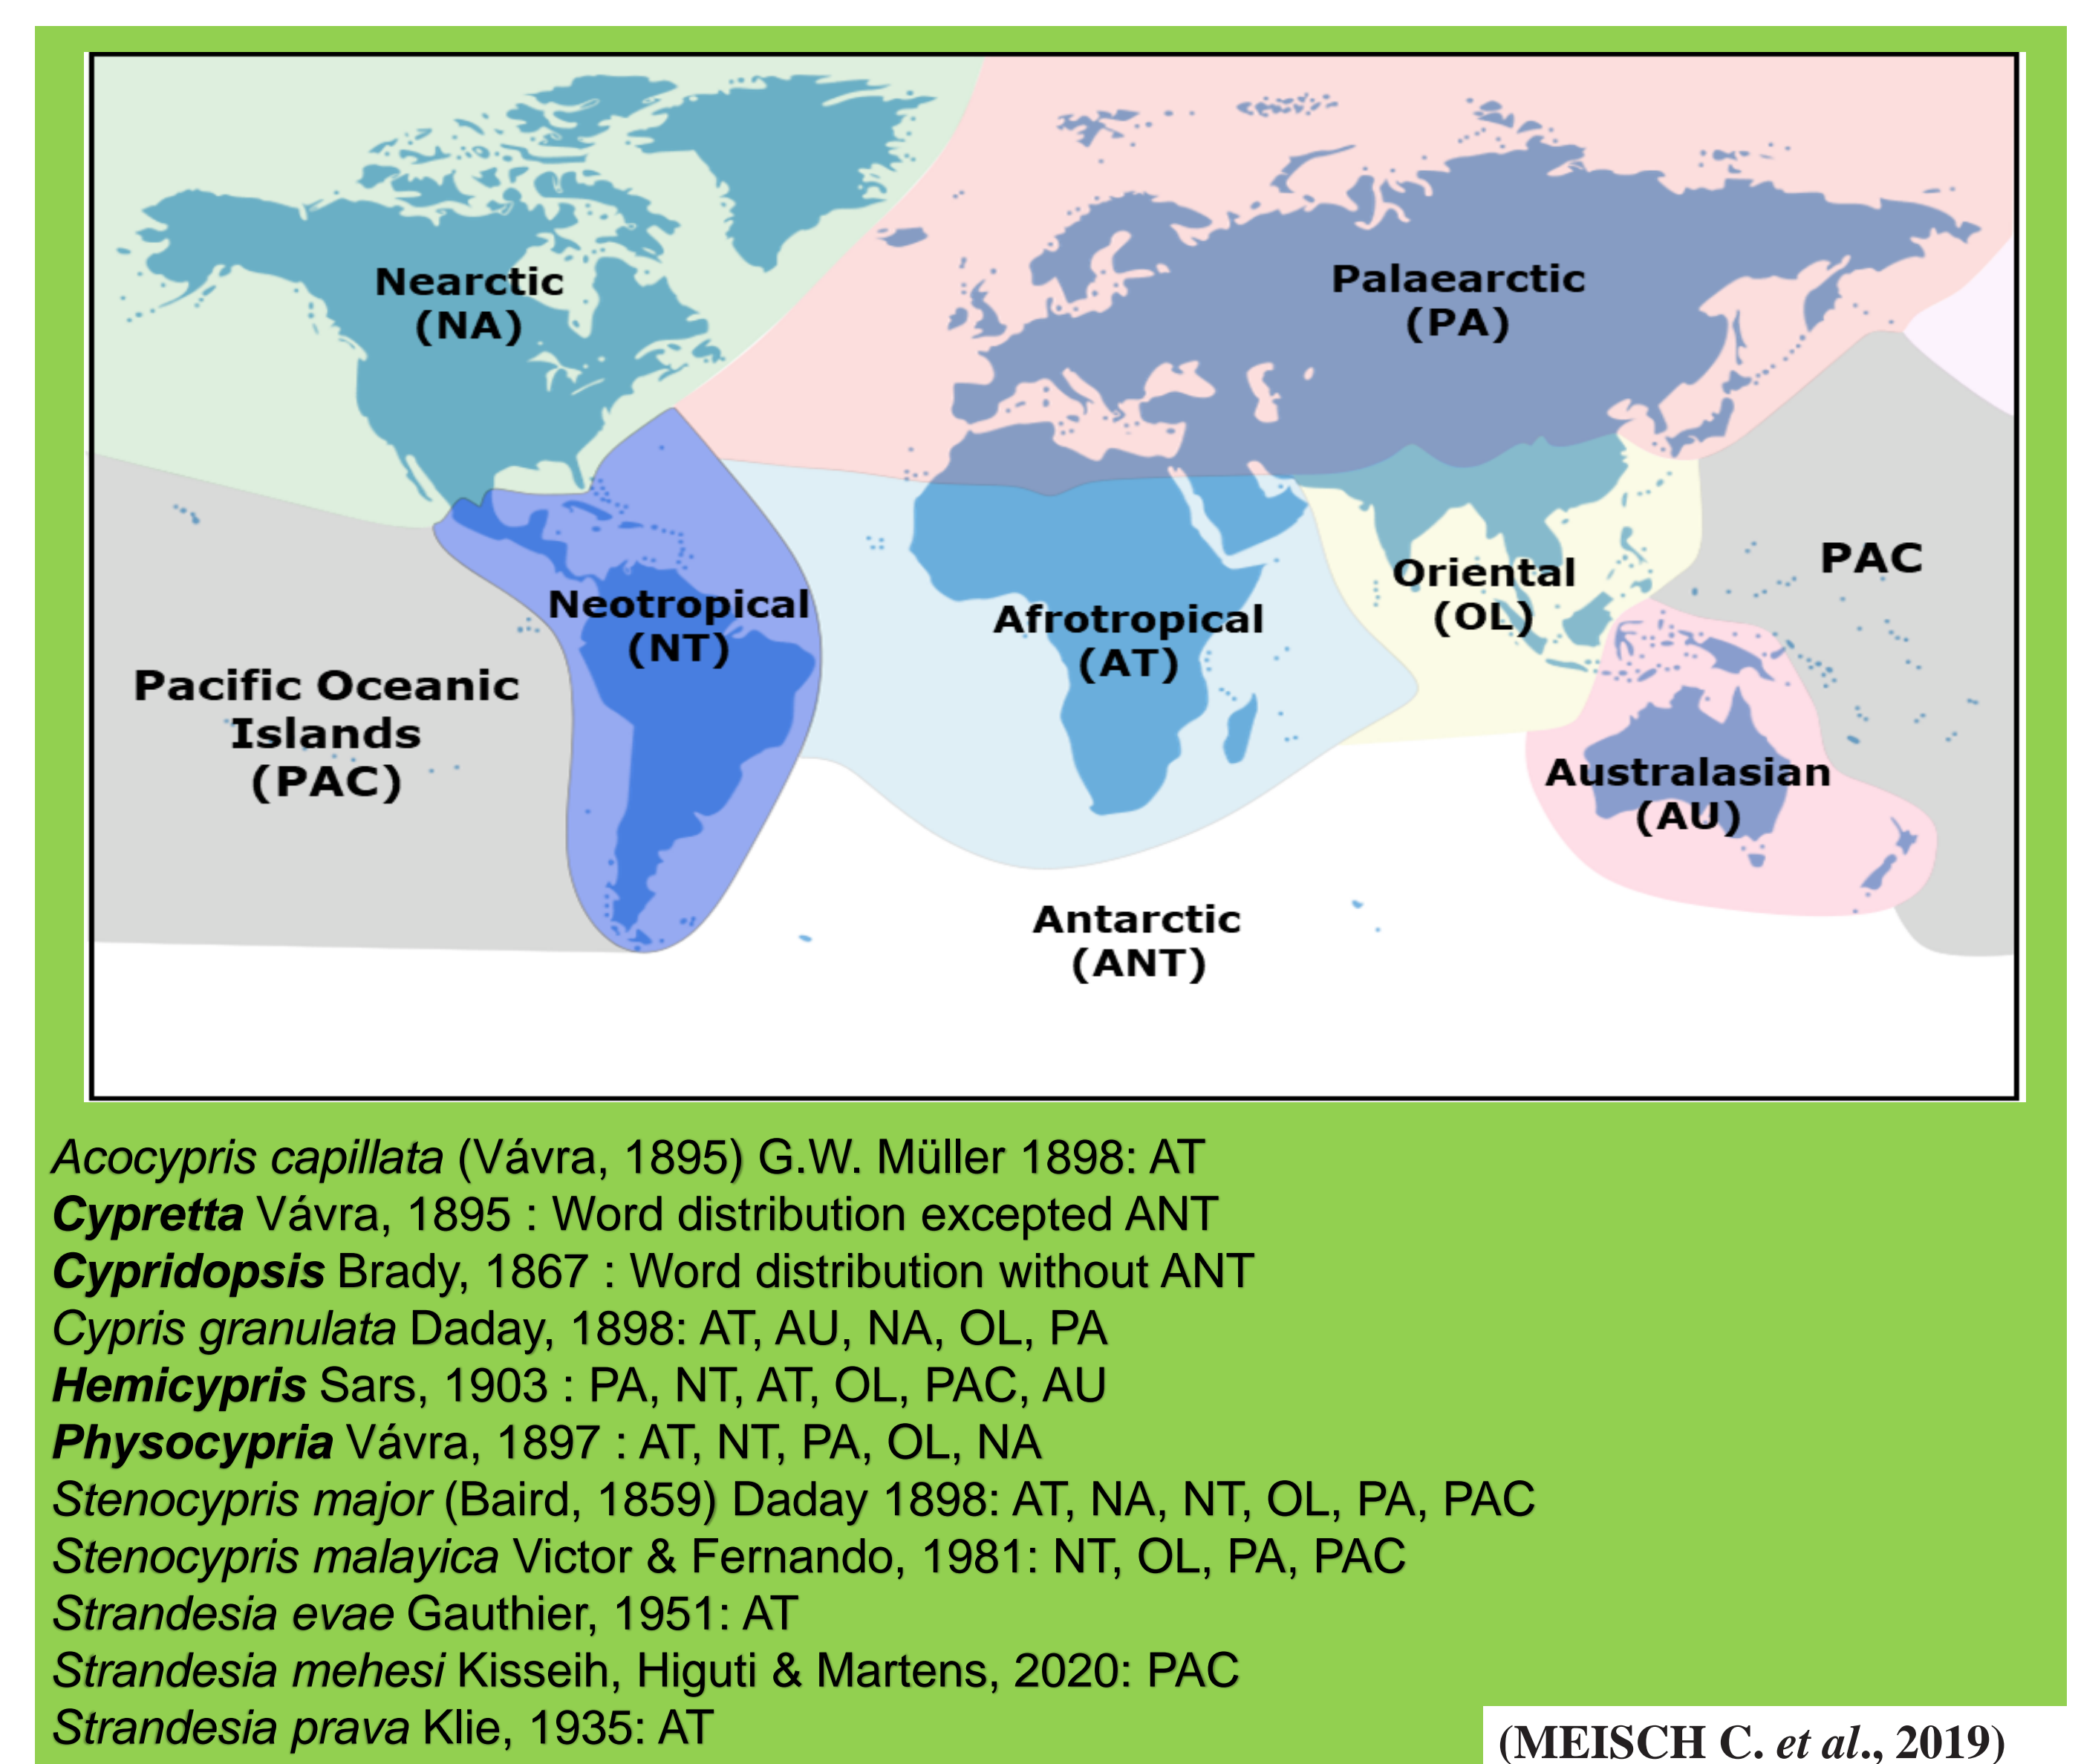 Nearctic
(NA)
Palaearctic
(PA)
PAC
Oriental
(OL)
Neotropical
(NT)
Afrotropical
(AT)
Pacific Oceanic
Islands
(PAC)
Australasian
(AU)
Antarctic
(ANT)
Acocypris capillata (Vávra, 1895) G.W. Müller 1898: AT
Cypretta Vávra, 1895 : Word distribution excepted ANT
Cypridopsis Brady, 1867 : Word distribution without ANT
Cypris granulata Daday, 1898: AT, AU, NA, OL, PA
Hemicypris Sars, 1903 : PA, NT, AT, OL, PAC, AU
Physocypria Vávra, 1897 : AT, NT, PA, OL, NA
Stenocypris major (Baird, 1859) Daday 1898: AT, NA, NT, OL, PA, PAC
Stenocypris malayica Victor & Fernando, 1981: NT, OL, PA, PAC
Strandesia evae Gauthier, 1951: AT
Strandesia mehesi Kisseih, Higuti & Martens, 2020: PAC
Strandesia prava Klie, 1935: AT
(MEISCH C. et al., 2019)